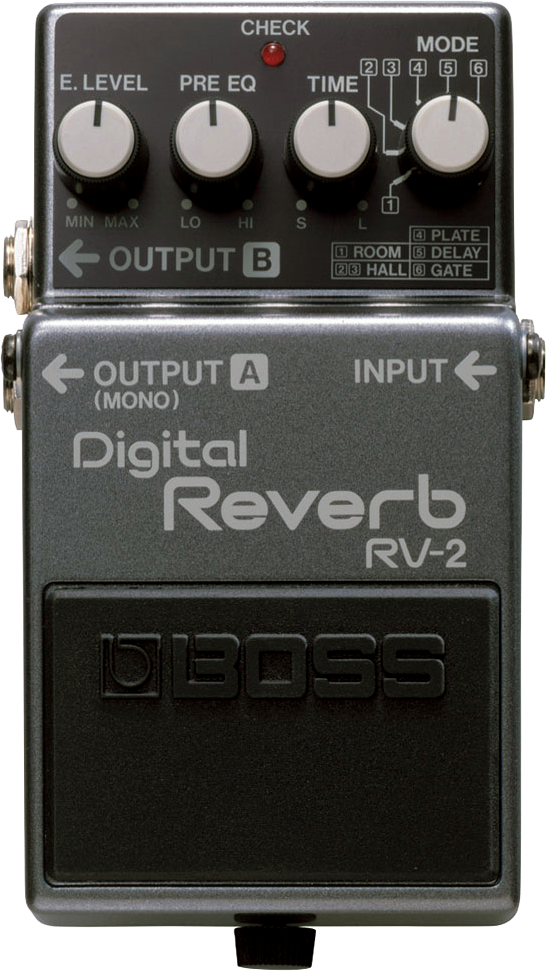 CHECK
MODE
E. LEVEL PRE EQ TIME
2 3 4 5 6
1
MIN MAX LO HI S L
← OUTPUT B
4 PLATE
1 ROOM 5 DELAY
2 3 HALL 6 GATE
← OUTPUT A INPUT ←
(MONO)
Digital
Reverb
RV-2
BOSS